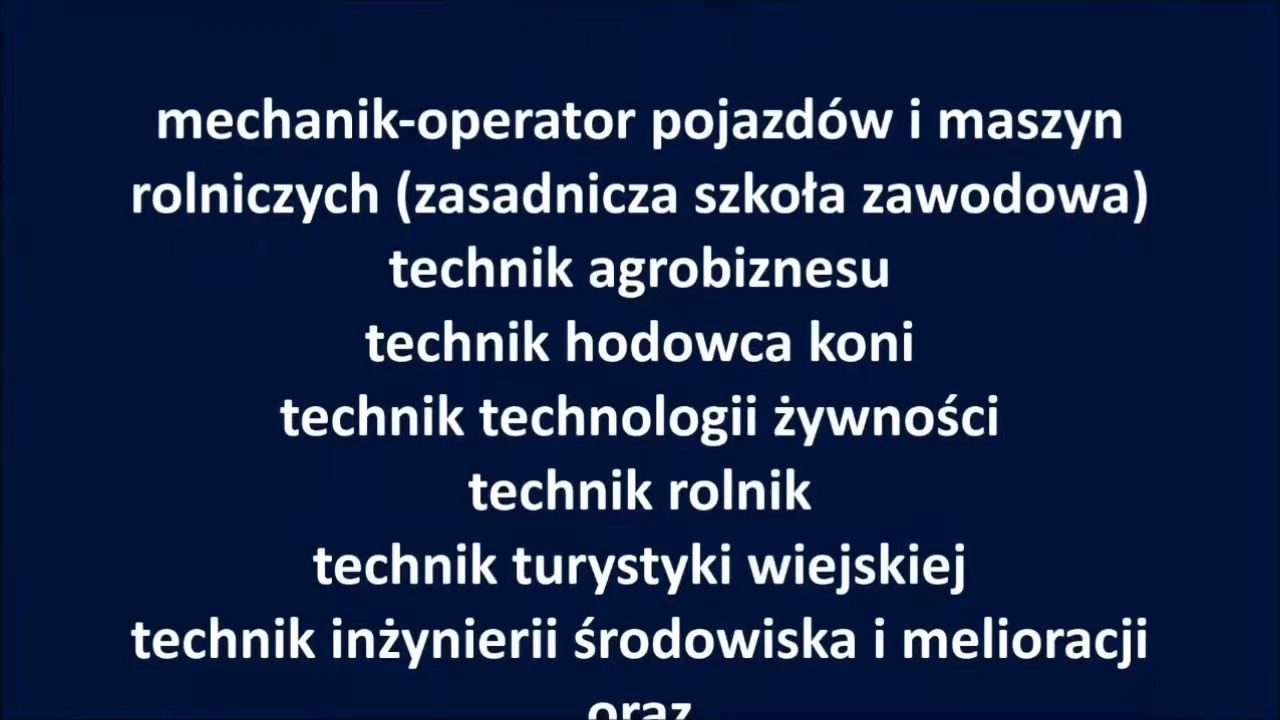 mechanik-operator pojazdów i maszyn
rolniczych (zasadnicza szkoła zawodowa)
technik agrobiznesu
technik hodowca koni
technik technologii żywności
technik rolnik
technik turystyki wiejskiej
technik inżynierii środowiska i melioracji
oraz